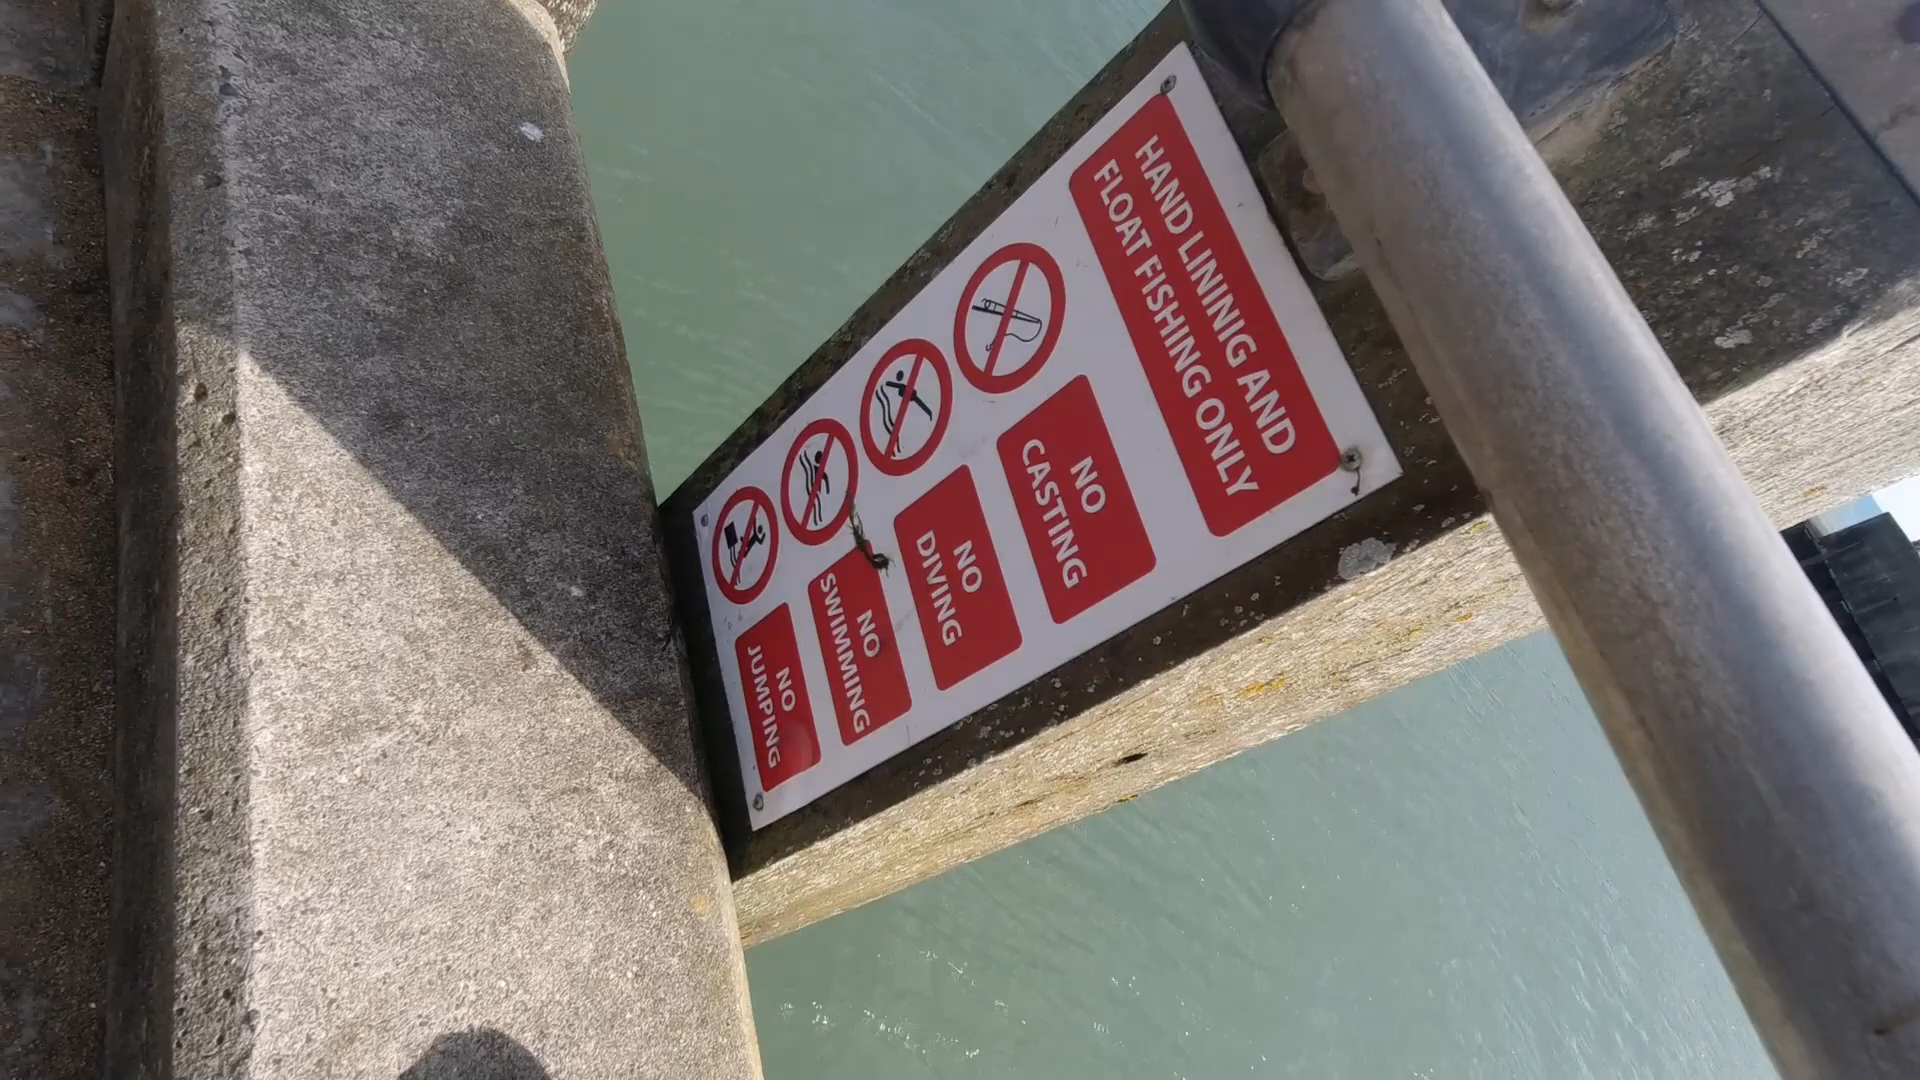 HAND LINING AND
FLOAT FISHING ONLY
NO
CASTING
NO
DIVING
NO
SWIMMING
NO
JUMPING